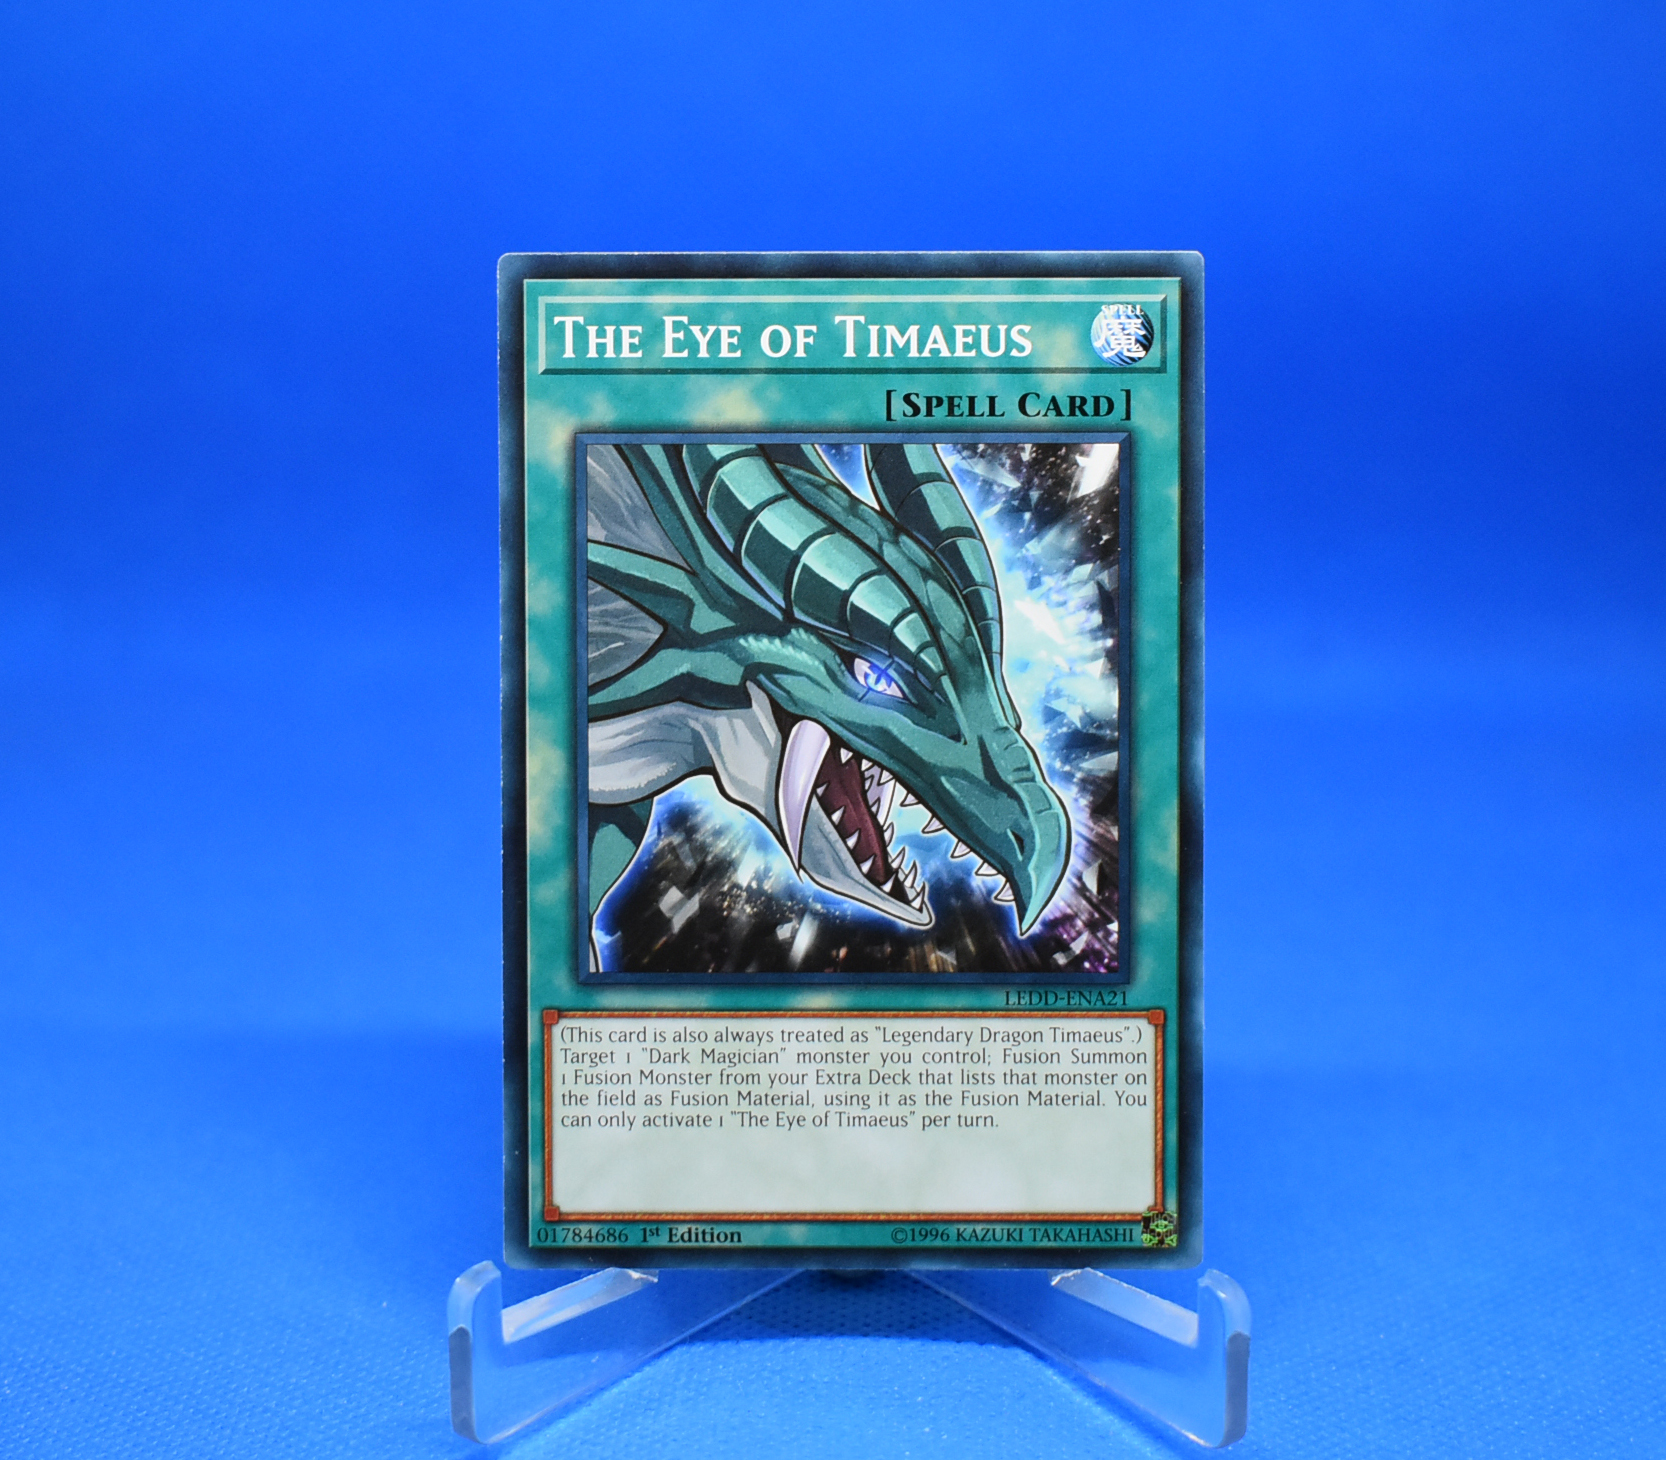 THE EYE OF TIMAEUS
SPELL
魔
[SPELL CARD]
LEDD-ENA21
(This card is also always treated as "Legendary Dragon Timaeus".)
Target 1 "Dark Magician" monster you control; Fusion Summon
1 Fusion Monster from your Extra Deck that lists that monster on
the field as Fusion Material, using it as the Fusion Material. You
can only activate 1 "The Eye of Timaeus" per turn.
01784686 1st Edition
©1996 KAZUKI TAKAHASHI